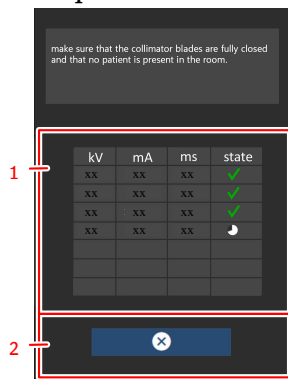 make sure that the collimator blades are fully closed
and that no patient is present in the room.
kV mA ms state
xx xx xx
xx xx xx
xx xx xx
xx xx xx
1
2